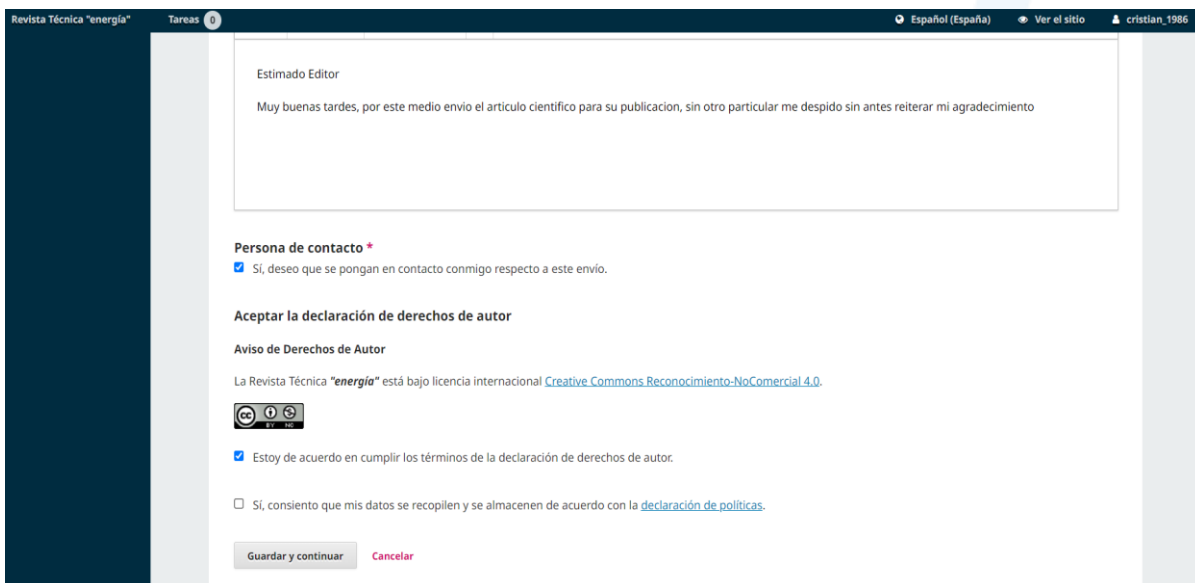 Revista Técnica "energía" Tareas 0 Español (España) Ver el sitio cristian_1986
Estimado Editor
Muy buenas tardes, por este medio envio el articulo cientifico para su publicacion, sin otro particular me despido sin antes reiterar mi agradecimiento
Persona de contacto *
Sí, deseo que se pongan en contacto conmigo respecto a este envío.
Aceptar la declaración de derechos de autor
Aviso de Derechos de Autor
La Revista Técnica "energía" está bajo licencia internacional Creative Commons Reconocimiento-NoComercial 4.0.
cc BY NC
Estoy de acuerdo en cumplir los términos de la declaración de derechos de autor.
Sí, consiento que mis datos se recopilen y se almacenen de acuerdo con la declaración de políticas.
Guardar y continuar Cancelar